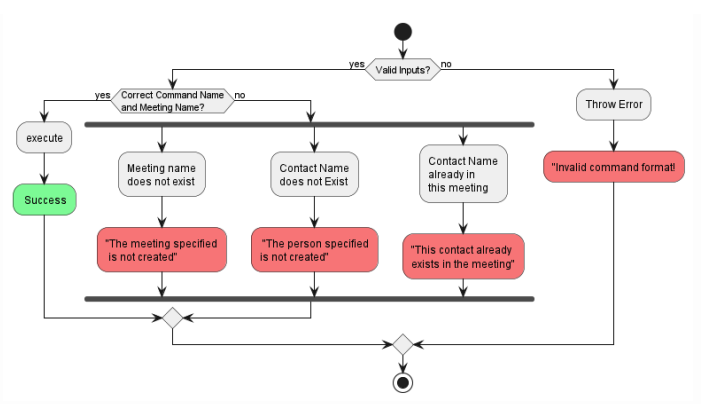 yes
Valid Inputs?
no
yes
Correct Command Name
and Meeting Name?
no
Throw Error
execute
Meeting name
does not exist
Contact Name
does not Exist
Contact Name
already in
this meeting
"Invalid command format!
Success
"The meeting specified
is not created"
"The person specified
is not created"
"This contact already
exists in the meeting"